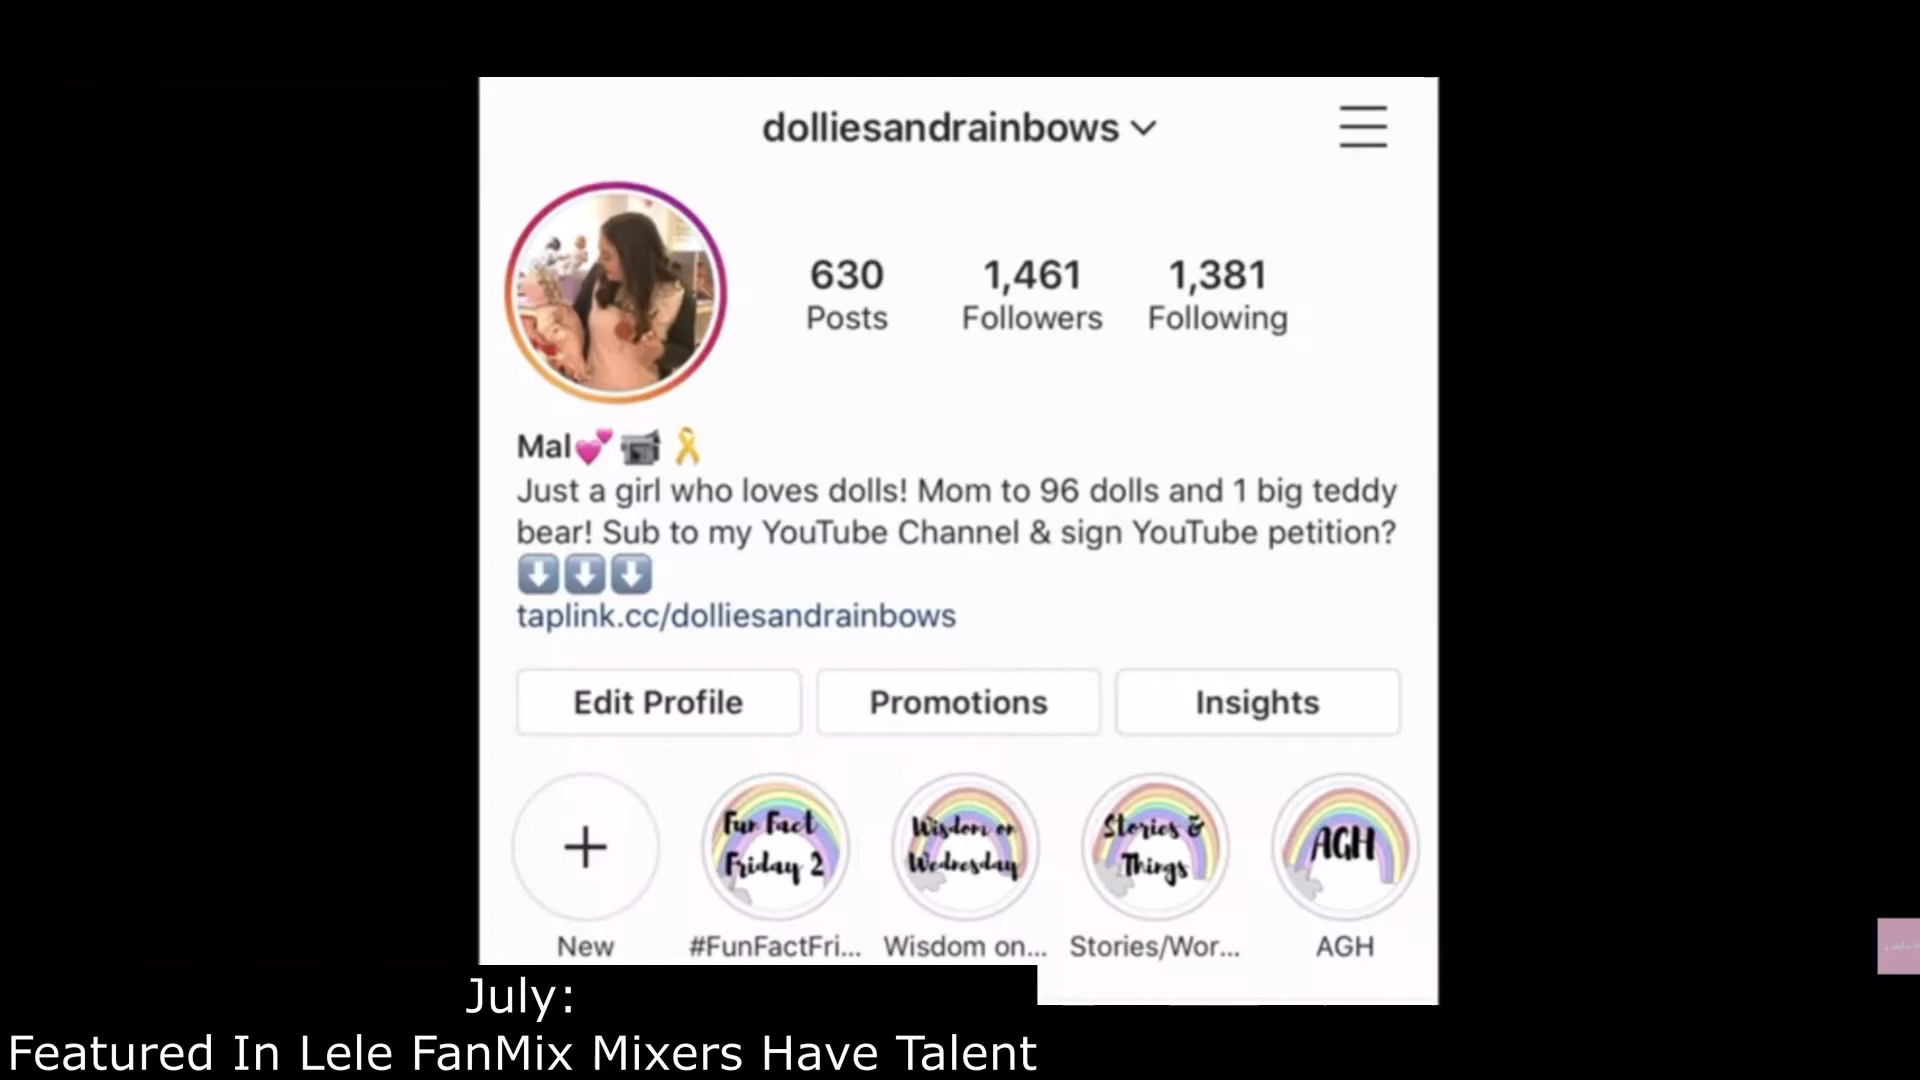 dolliesandrainbows
630
1,461
1,381
Posts
Followers
Following
Mal💕 📹 🎗
Just a girl who loves dolls! Mom to 96 dolls and 1 big teddy
bear! Sub to my YouTube Channel & sign YouTube petition?
⬇️⬇️⬇️
taplink.cc/dolliesandrainbows
Edit Profile
Promotions
Insights
Fun Fact
Friday 2
Wisdom on
Wednesday
Stories &
Things
AGH
New
#FunFactFri...
Wisdom on...
Stories/Wor...
AGH
July:
Featured In Lele FanMix Mixers Have Talent